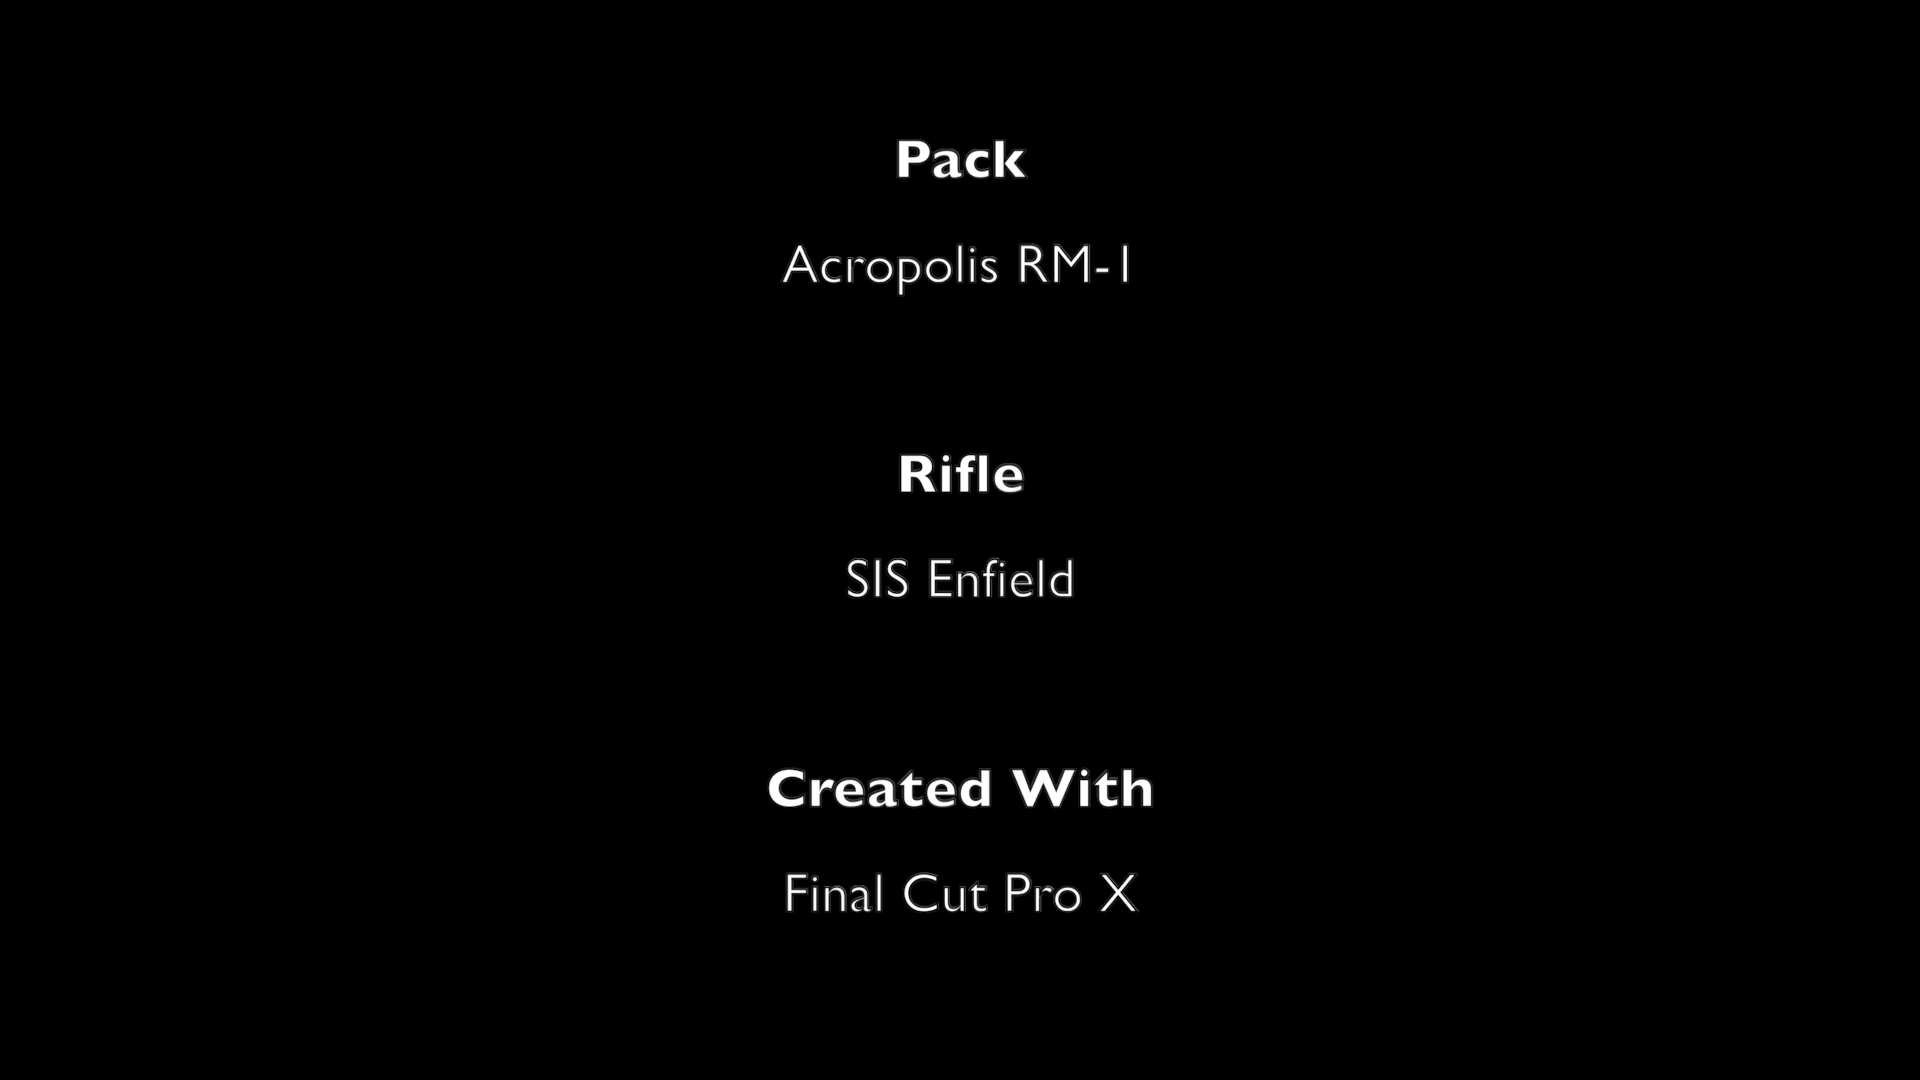 Pack
Acropolis RM-1
Rifle
SIS Enfield
Created With
Final Cut Pro X